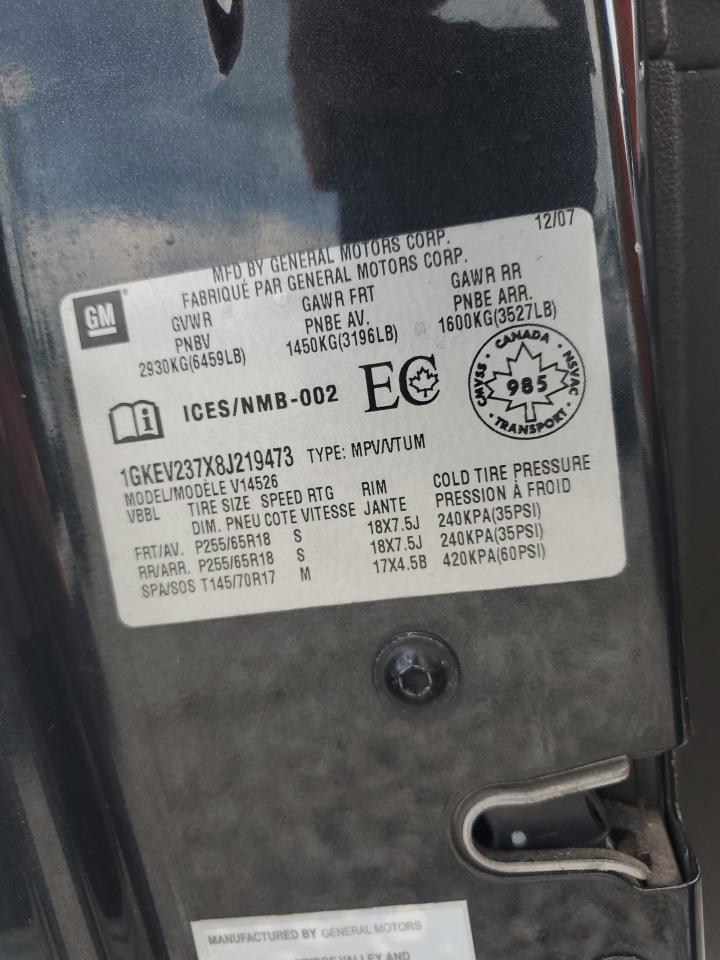 12/07
MFD BY GENERAL MOTORS CORP.
FABRIQUÉ PAR GENERAL MOTORS CORP.
GM
GVWR GAWR FRT GAWR RR
PNBV PNBE AV. PNBE ARR.
2930KG(6459LB) 1450KG(3196LB) 1600KG(3527LB)
ICES/NMB-002 EC
CANADA
CMVSS 985 NSVAC
TRANSPORT
1GKEV237X8J219473 TYPE: MPV/VTUM
MODEL/MODÈLE V14526
VBBL TIRE SIZE SPEED RTG RIM COLD TIRE PRESSURE
DIM. PNEU COTE VITESSE JANTE PRESSION À FROID
FRT/AV. P255/65R18 S 18X7.5J 240KPA(35PSI)
RR/ARR. P255/65R18 S 18X7.5J 240KPA(35PSI)
SPA/SOS T145/70R17 M 17X4.5B 420KPA(60PSI)
MANUFACTURED BY GENERAL MOTORS
VALLEY AND